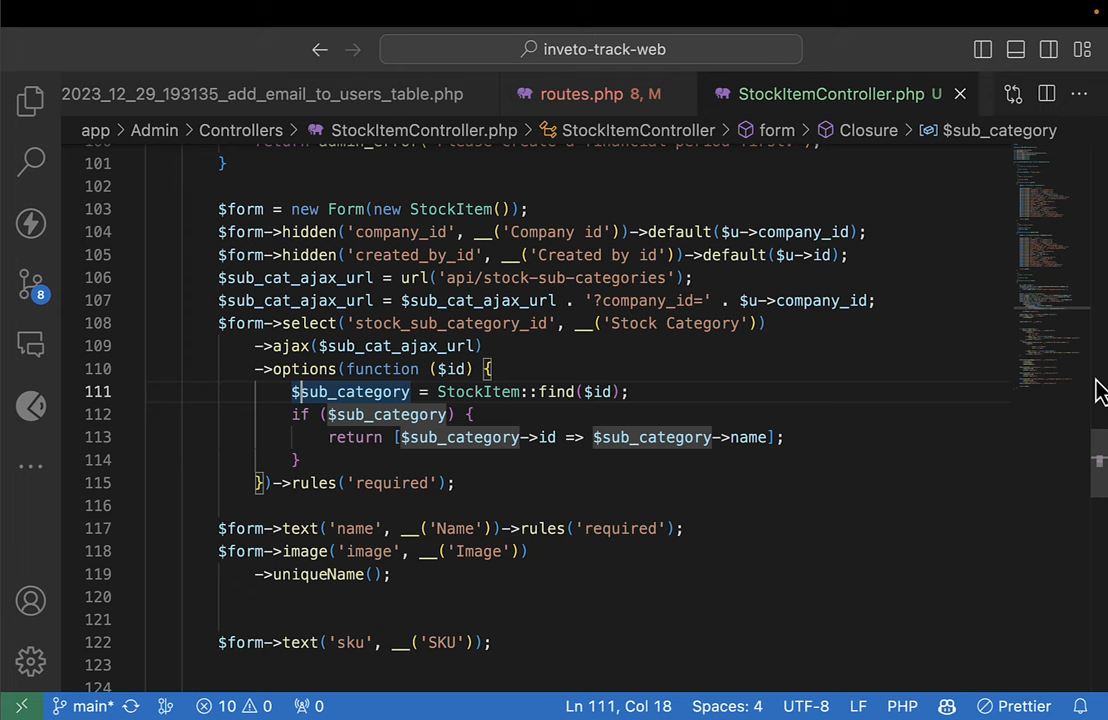 inveto-track-web
2023_12_29_193135_add_email_to_users_table.php
routes.php 8, M
StockItemController.php U
app > Admin > Controllers > StockItemController.php > StockItemController > form > Closure > $sub_category
101 }
102
103 $form = new Form(new StockItem());
104 $form->hidden('company_id', __('Company id'))->default($u->company_id);
105 $form->hidden('created_by_id', __('Created by id'))->default($u->id);
106 $sub_cat_ajax_url = url('api/stock-sub-categories');
107 $sub_cat_ajax_url = $sub_cat_ajax_url . '?company_id=' . $u->company_id;
108 $form->select('stock_sub_category_id', __('Stock Category'))
109 ->ajax($sub_cat_ajax_url)
110 ->options(function ($id) {
111 $sub_category = StockItem::find($id);
112 if ($sub_category) {
113 return [$sub_category->id => $sub_category->name];
114 }
115 })->rules('required');
116
117 $form->text('name', __('Name'))->rules('required');
118 $form->image('image', __('Image'))
119 ->uniqueName();
120
121
122 $form->text('sku', __('SKU'));
123
124
8
main* 10 0 0 Ln 111, Col 18 Spaces: 4 UTF-8 LF PHP Prettier